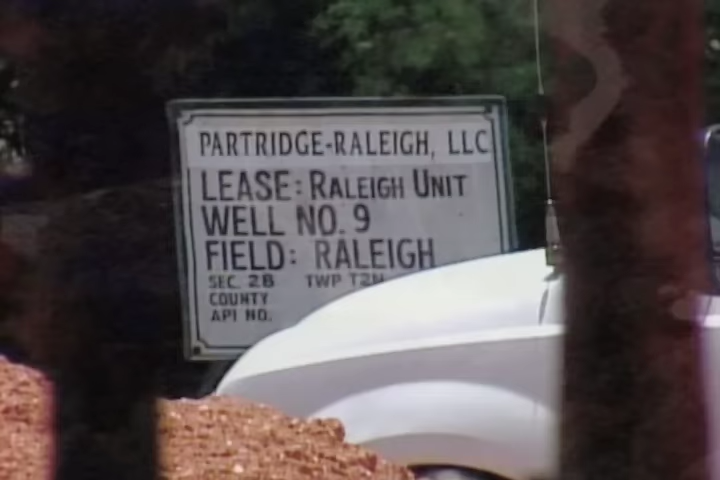 PARTRIDGE-RALEIGH, LLC
LEASE: RALEIGH UNIT
WELL NO. 9
FIELD: RALEIGH
SEC. 28 TWP T2N
COUNTY
API NO.